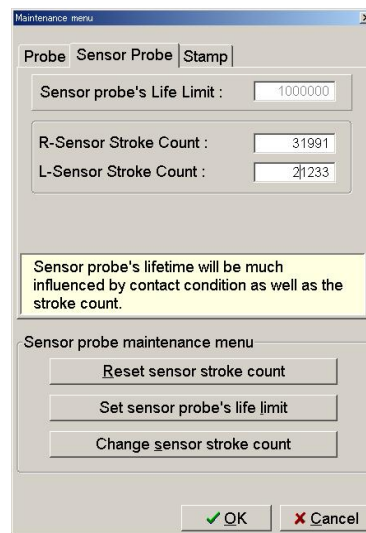 Maintenance menu
Probe Sensor Probe Stamp
Sensor probe's Life Limit : 1000000
R-Sensor Stroke Count : 31991
L-Sensor Stroke Count : 21233
Sensor probe's lifetime will be much
influenced by contact condition as well as the
stroke count.
Sensor probe maintenance menu
Reset sensor stroke count
Set sensor probe's life limit
Change sensor stroke count
OK Cancel